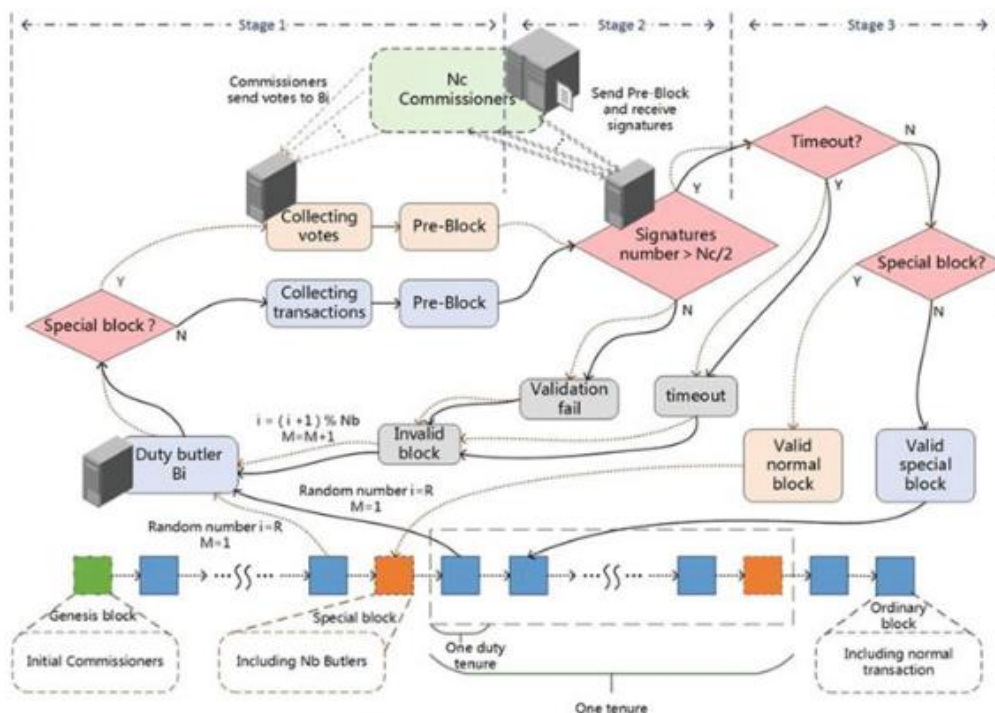 Stage 1
Stage 2
Stage 3
Commissioners
send votes to Bi
Nc
Commissioners
Send Pre-Block
and receive
signatures
Timeout?
N
Y
Y
Collecting
votes
Pre-Block
Signatures
number > Nc/2
Special block?
Y
Y
N
Collecting
transactions
Pre-Block
Special block ?
N
N
Validation
fail
timeout
i = ( i +1 ) % Nb
M=M+1
Invalid
block
Duty butler
Bi
Valid
normal
block
Valid
special
block
Random number i=R
M=1
Random number i=R
M=1
Genesis block
Special block
Ordinary
block
Initial Commissioners
Including Nb Butlers
One duty
tenure
Including normal
transaction
One tenure